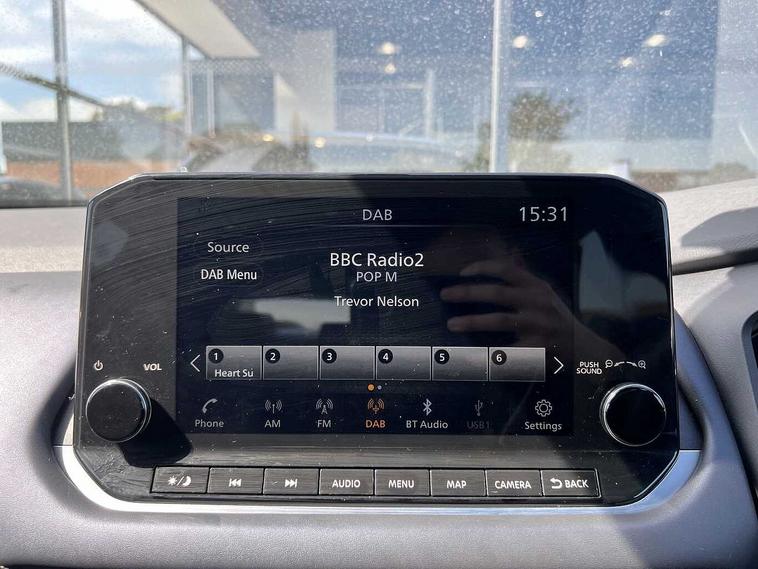 DAB
15:31
Source
BBC Radio2
DAB Menu
POP M
Trevor Nelson
1 2 3 4 5 6
Heart Su
VOL
PUSH
SOUND
Phone AM FM DAB BT Audio USB1 Settings
AUDIO MENU MAP CAMERA BACK